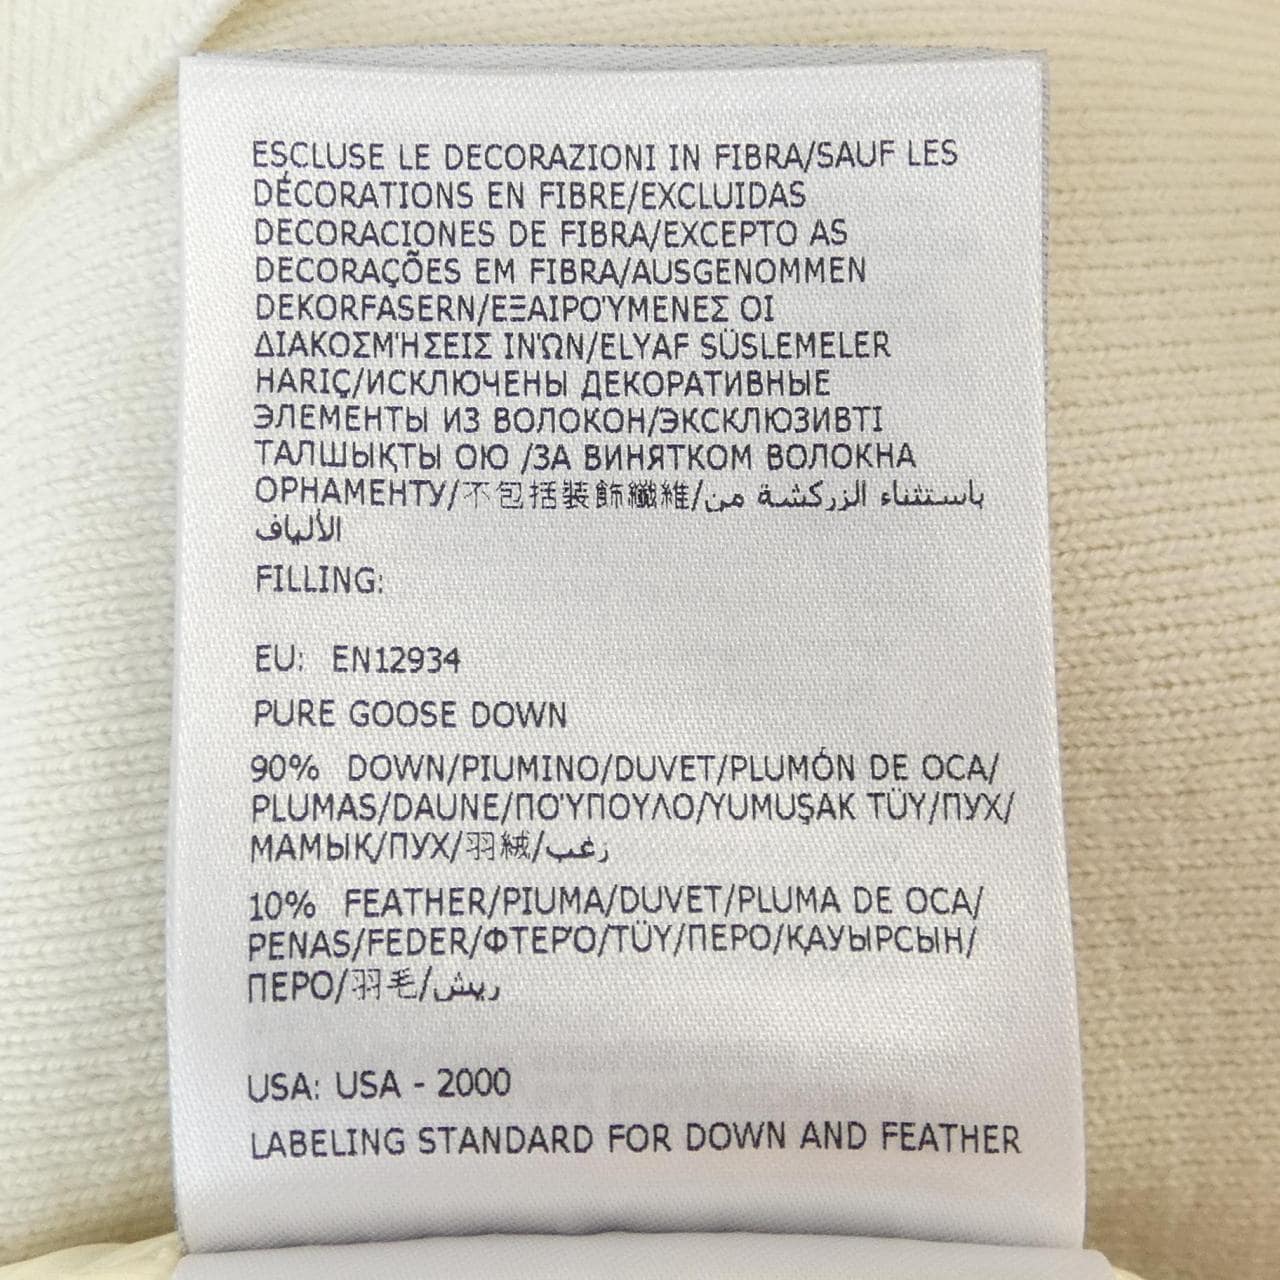 ESCLUSE LE DECORAZIONI IN FIBRA/SAUF LES
DÉCORATIONS EN FIBRE/EXCLUIDAS
DECORACIONES DE FIBRA/EXCEPTO AS
DECORAÇÕES EM FIBRA/AUSGENOMMEN
DEKORFASERN/ΕΞΑΙΡΟΎΜΕΝΕΣ ΟΙ
ΔΙΑΚΟΣΜΉΣΕΙΣ ΙΝΏΝ/ELYAF SÜSLEMELER
HARIÇ/ИСКЛЮЧЕНЫ ДЕКОРАТИВНЫЕ
ЭЛЕМЕНТЫ ИЗ ВОЛОКОН/ЭКСКЛЮЗИВТІ
ТАЛШЫҚТЫ ОЮ /ЗА ВИНЯТКОМ ВОЛОКНА
ОРНАМЕНТУ/不包括裝飾纖維/باستثناء الزركشة من
الألياف
FILLING:
EU: EN12934
PURE GOOSE DOWN
90% DOWN/PIUMINO/DUVET/PLUMÓN DE OCA/
PLUMAS/DAUNE/ΠΟΎΠΟΥΛΟ/YUMUŞAK TÜY/ПУХ/
МАМЫҚ/ПУХ/羽絨/زغب
10% FEATHER/PIUMA/DUVET/PLUMA DE OCA/
PENAS/FEDER/ΦΤΕΡΌ/TÜY/ПЕРО/ҚАУЫРСЫН/
ПЕРО/羽毛/ريش
USA: USA - 2000
LABELING STANDARD FOR DOWN AND FEATHER